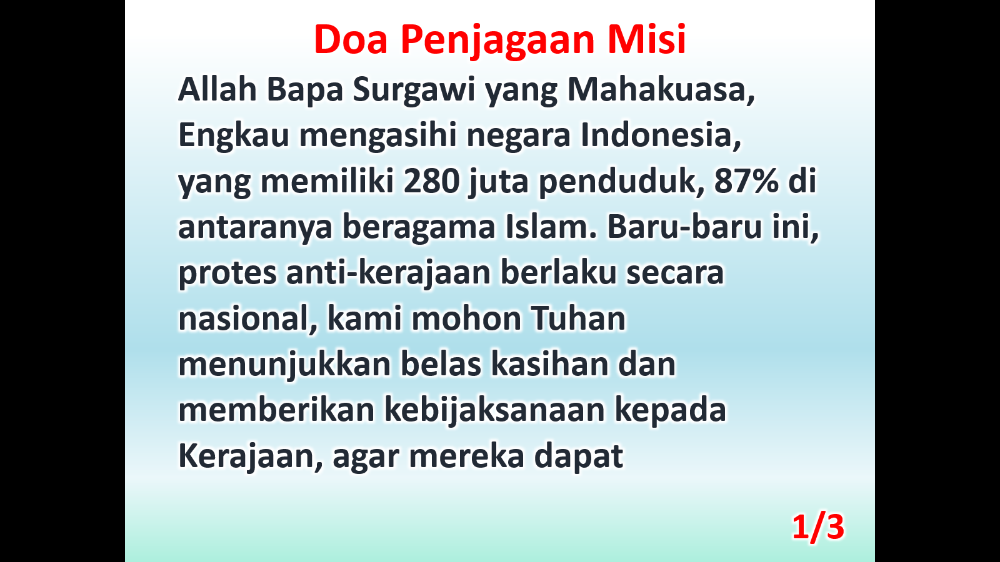 Doa Penjagaan Misi
Allah Bapa Surgawi yang Mahakuasa,
Engkau mengasihi negara Indonesia,
yang memiliki 280 juta penduduk, 87% di
antaranya beragama Islam. Baru-baru ini,
protes anti-kerajaan berlaku secara
nasional, kami mohon Tuhan
menunjukkan belas kasihan dan
memberikan kebijaksanaan kepada
Kerajaan, agar mereka dapat
1/3